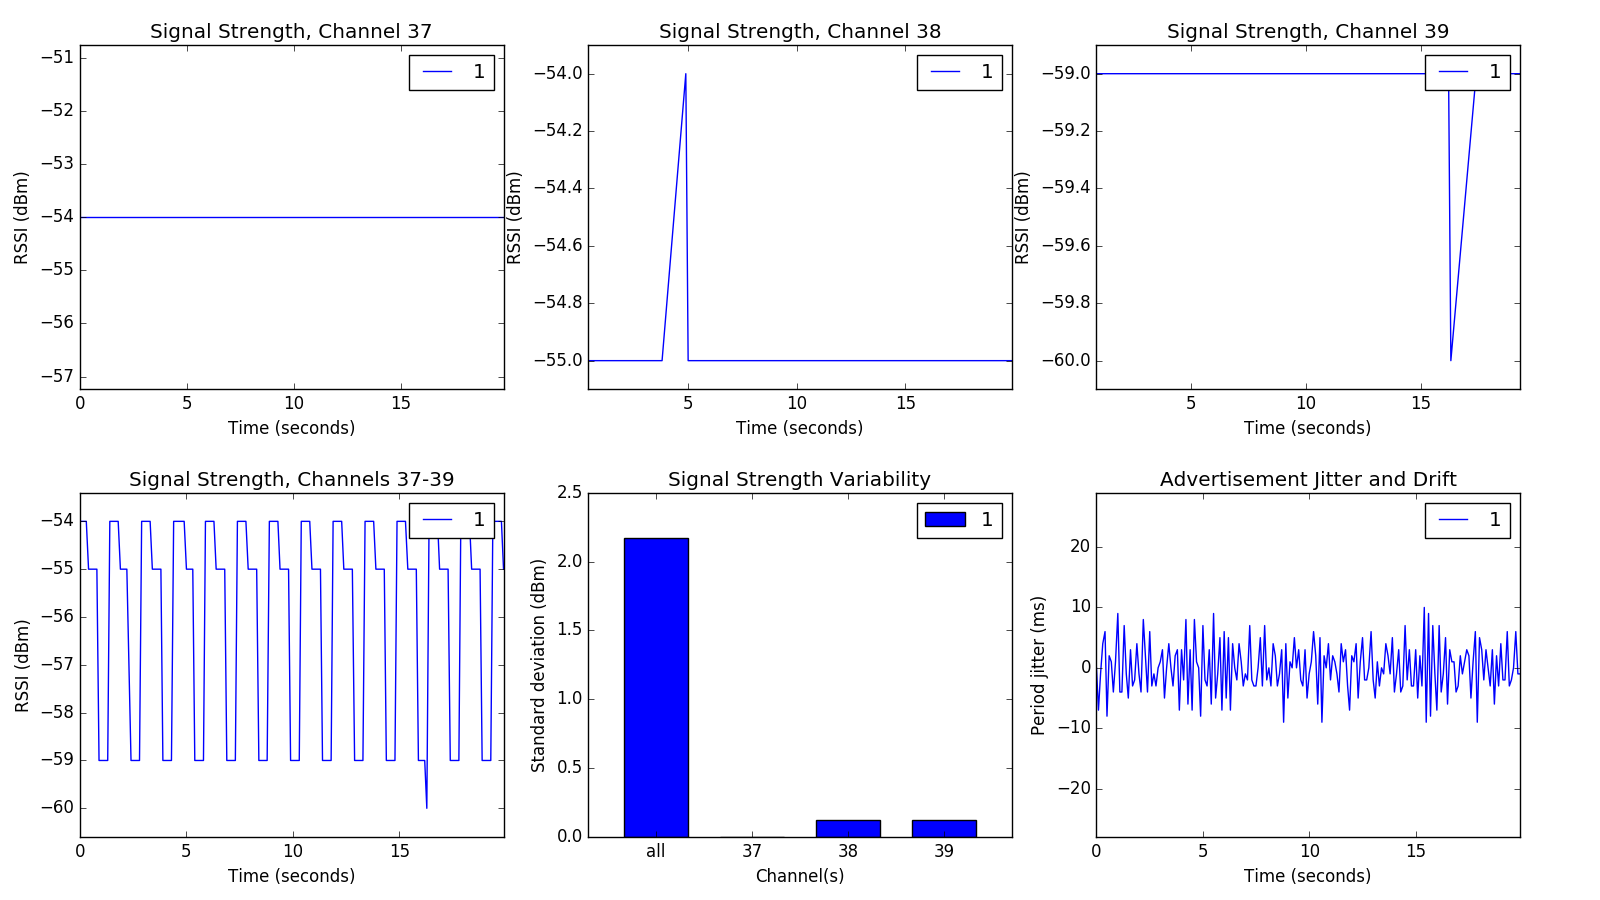 Signal Strength, Channel 37
1
RSSI (dBm)
−51
−52
−53
−54
−55
−56
−57
0 5 10 15
Time (seconds)
Signal Strength, Channel 38
1
RSSI (dBm)
−54.0
−54.2
−54.4
−54.6
−54.8
−55.0
5 10 15
Time (seconds)
Signal Strength, Channel 39
1
RSSI (dBm)
−59.0
−59.2
−59.4
−59.6
−59.8
−60.0
5 10 15
Time (seconds)
Signal Strength, Channels 37-39
1
RSSI (dBm)
−54
−55
−56
−57
−58
−59
−60
0 5 10 15
Time (seconds)
Signal Strength Variability
1
Standard deviation (dBm)
2.5
2.0
1.5
1.0
0.5
0.0
all 37 38 39
Channel(s)
Advertisement Jitter and Drift
1
Period jitter (ms)
20
10
0
−10
−20
0 5 10 15
Time (seconds)